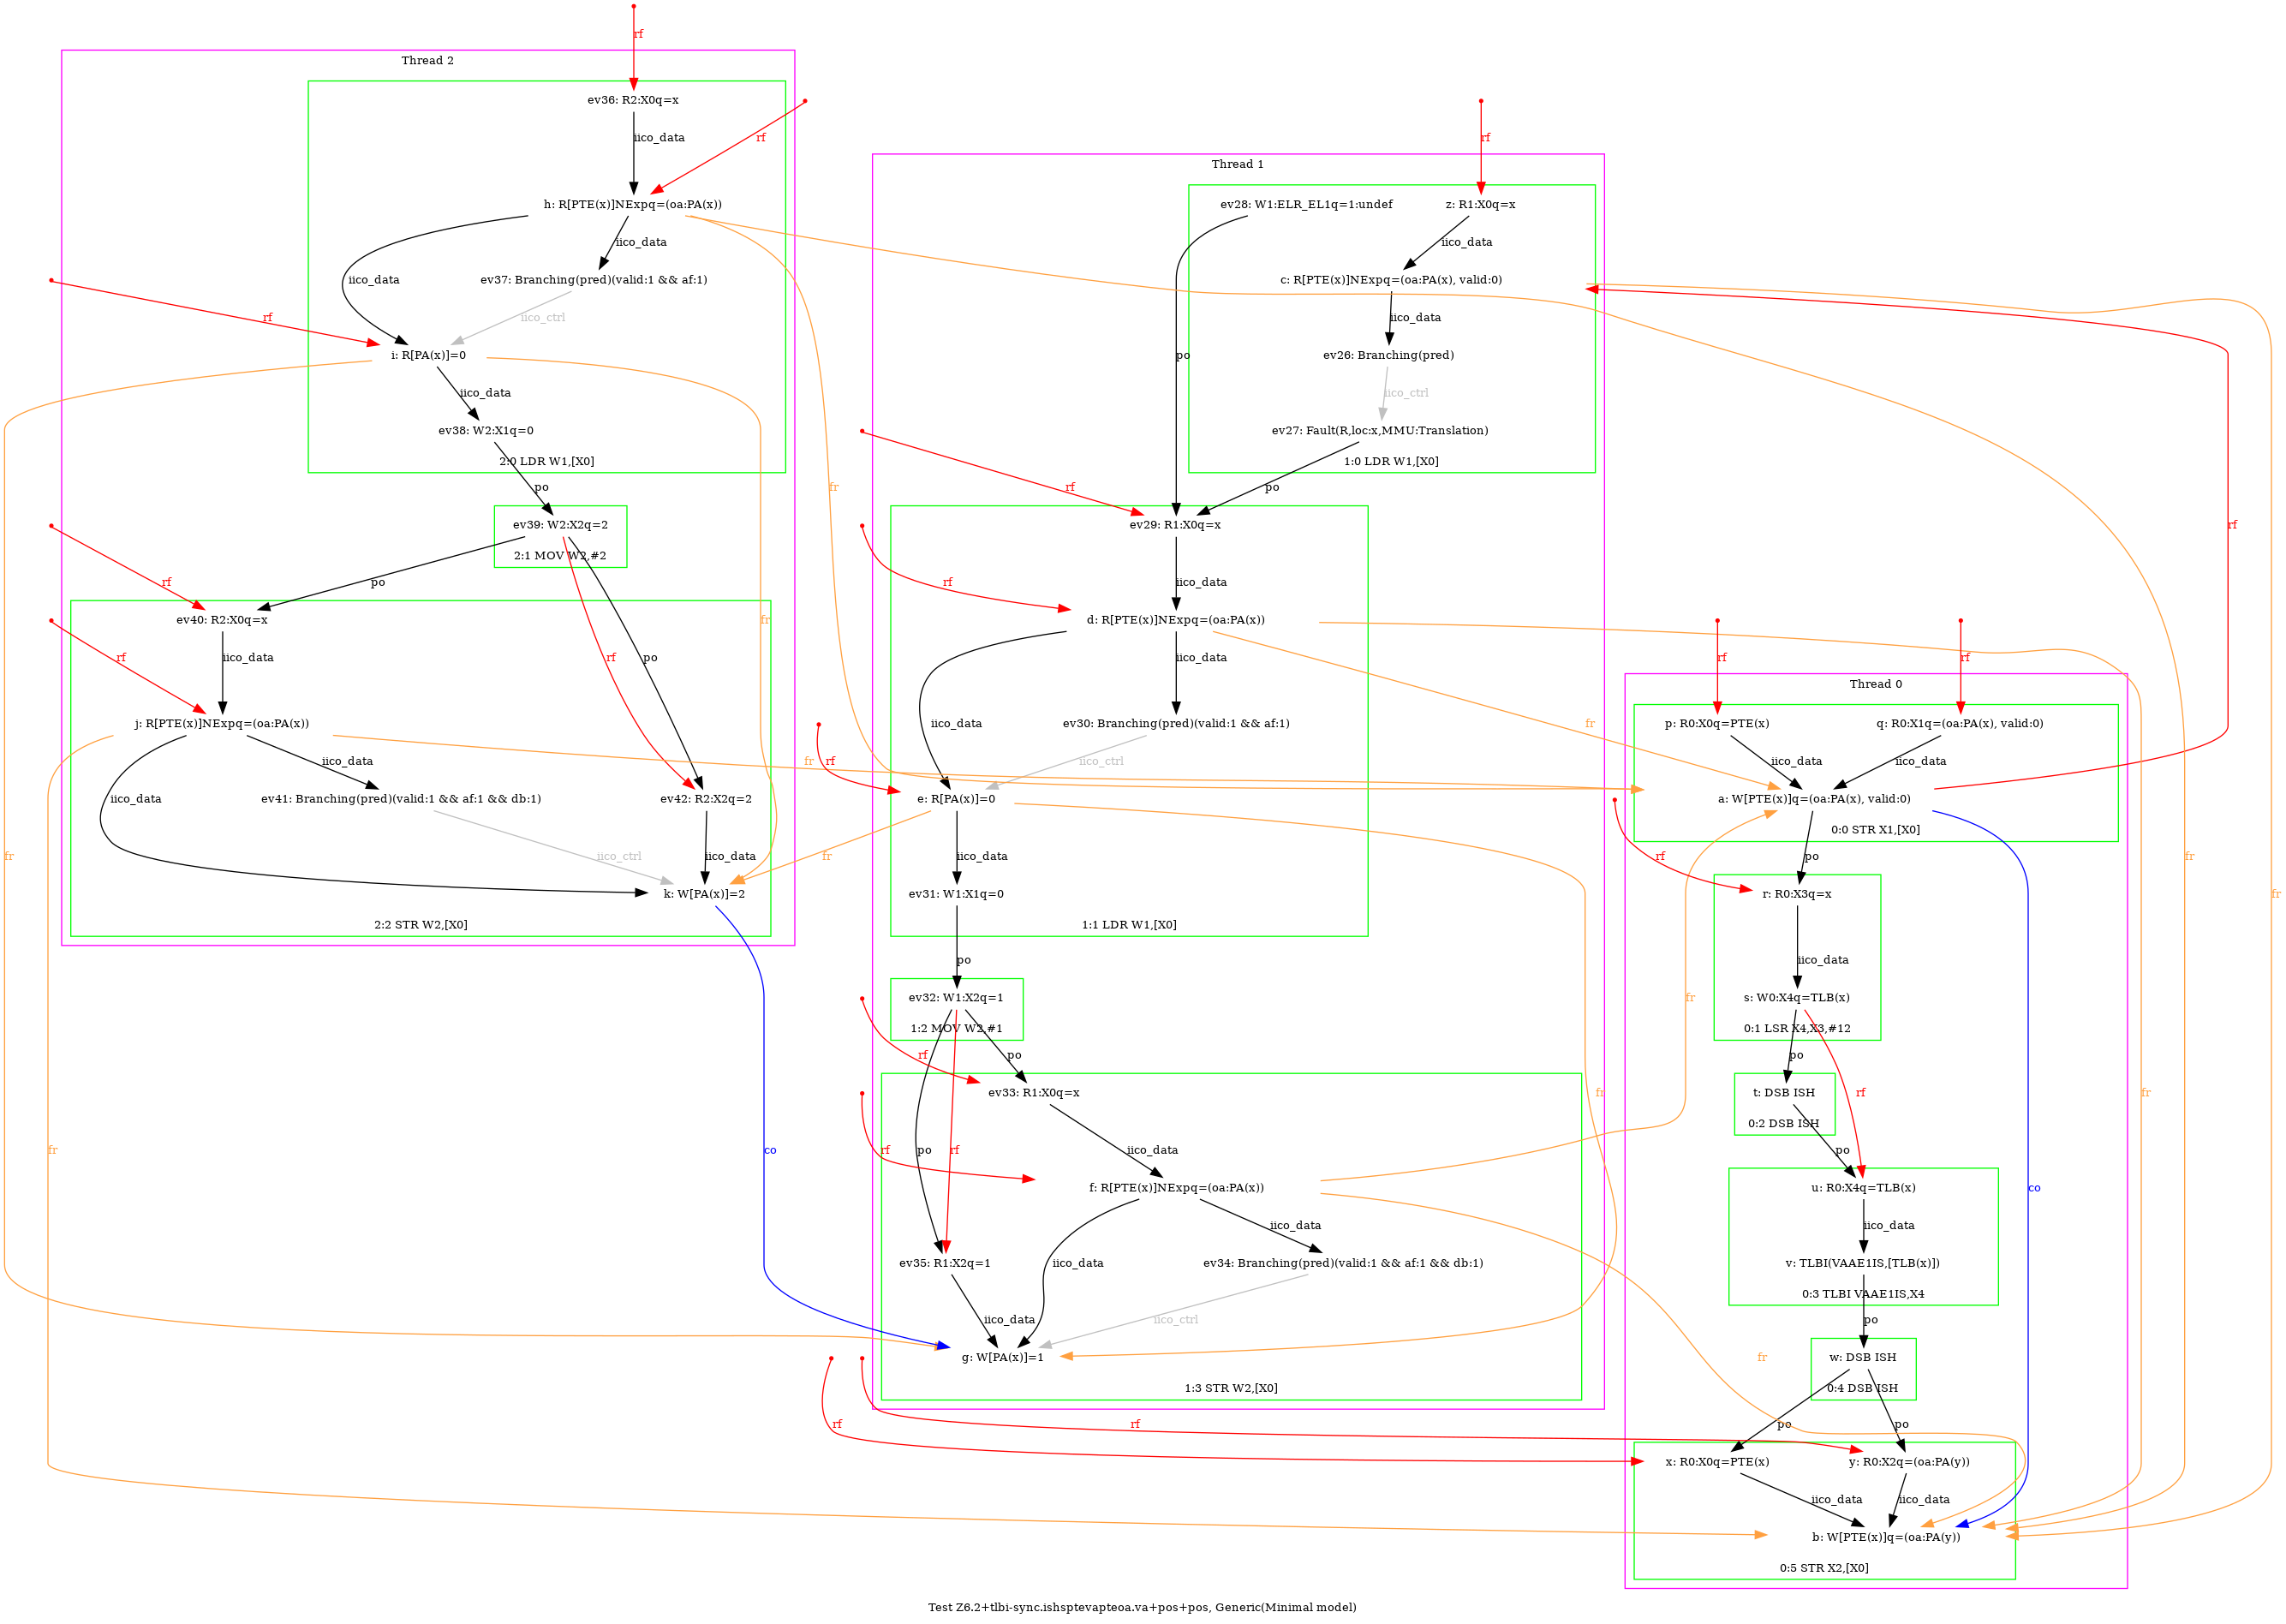 rf
Thread 2
ev36: R2:X0q=x
iico_data
rf
rf
Thread 1
h: R[PTE(x)]NExpq=(oa:PA(x))
ev28: W1:ELR_EL1q=1:undef
z: R1:X0q=x
iico_data
iico_data
iico_data
ev37: Branching(pred)(valid:1 && af:1)
c: R[PTE(x)]NExpq=(oa:PA(x), valid:0)
rf
iico_ctrl
iico_data
po
i: R[PA(x)]=0
ev26: Branching(pred)
iico_data
iico_ctrl
ev38: W2:X1q=0
ev27: Fault(R,loc:x,MMU:Translation)
2:0 LDR W1,[X0]
1:0 LDR W1,[X0]
po
fr
rf
po
ev39: W2:X2q=2
ev29: R1:X0q=x
rf
2:1 MOV W2,#2
rf
po
rf
iico_data
ev40: R2:X0q=x
fr
d: R[PTE(x)]NExpq=(oa:PA(x))
rf
iico_data
rf
po
iico_data
rf
rf
Thread 0
j: R[PTE(x)]NExpq=(oa:PA(x))
iico_data
ev30: Branching(pred)(valid:1 && af:1)
fr
p: R0:X0q=PTE(x)
q: R0:X1q=(oa:PA(x), valid:0)
iico_data
fr
rf
iico_ctrl
iico_data
iico_data
iico_data
ev41: Branching(pred)(valid:1 && af:1 && db:1)
ev42: R2:X2q=2
e: R[PA(x)]=0
a: W[PTE(x)]q=(oa:PA(x), valid:0)
0:0 STR X1,[X0]
fr
iico_ctrl
iico_data
fr
iico_data
rf
po
fr
fr
k: W[PA(x)]=2
ev31: W1:X1q=0
r: R0:X3q=x
2:2 STR W2,[X0]
1:1 LDR W1,[X0]
po
iico_data
ev32: W1:X2q=1
s: W0:X4q=TLB(x)
fr
1:2 MOV W2,#1
0:1 LSR X4,X3,#12
rf
po
po
ev33: R1:X0q=x
fr
t: DSB ISH
rf
fr
0:2 DSB ISH
fr
co
rf
po
rf
iico_data
po
f: R[PTE(x)]NExpq=(oa:PA(x))
u: R0:X4q=TLB(x)
co
iico_data
iico_data
ev35: R1:X2q=1
iico_data
ev34: Branching(pred)(valid:1 && af:1 && db:1)
v: TLBI(VAAE1IS,[TLB(x)])
0:3 TLBI VAAE1IS,X4
iico_data
iico_ctrl
po
g: W[PA(x)]=1
fr
w: DSB ISH
1:3 STR W2,[X0]
0:4 DSB ISH
rf
rf
po
po
x: R0:X0q=PTE(x)
y: R0:X2q=(oa:PA(y))
iico_data
iico_data
b: W[PTE(x)]q=(oa:PA(y))
0:5 STR X2,[X0]
Test Z6.2+tlbi-sync.ishsptevapteoa.va+pos+pos, Generic(Minimal model)